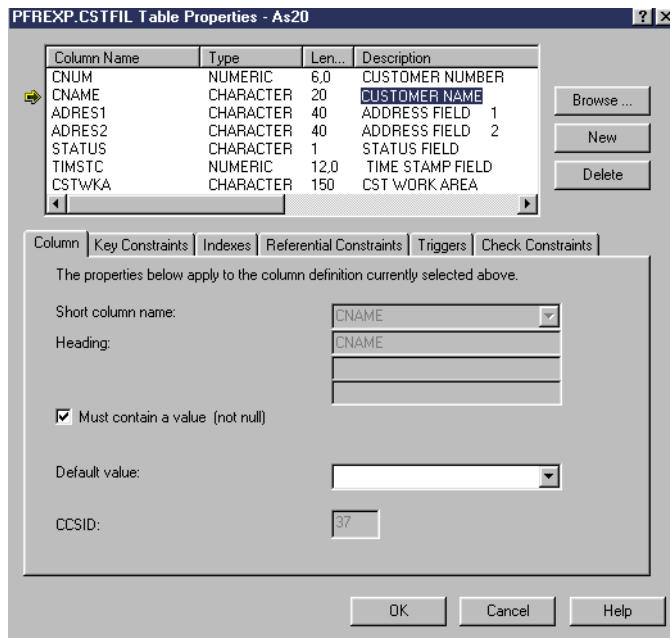 PFREXP.CSTFIL Table Properties - As20
Column Name Type Len... Description
CNUM NUMERIC 6,0 CUSTOMER NUMBER
CNAME CHARACTER 20 CUSTOMER NAME
ADRES1 CHARACTER 40 ADDRESS FIELD 1
ADRES2 CHARACTER 40 ADDRESS FIELD 2
STATUS CHARACTER 1 STATUS FIELD
TIMSTC NUMERIC 12,0 TIME STAMP FIELD
CSTWKA CHARACTER 150 CST WORK AREA
Browse ...
New
Delete
Column Key Constraints Indexes Referential Constraints Triggers Check Constraints
The properties below apply to the column definition currently selected above.
Short column name: CNAME
Heading: CNAME
Must contain a value (not null)
Default value:
CCSID: 37
OK Cancel Help